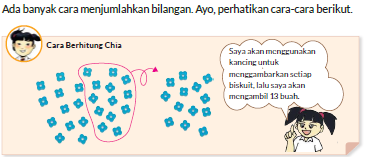 Ada banyak cara menjumlahkan bilangan. Ayo, perhatikan cara-cara berikut.
Cara Berhitung Chia
Saya akan menggunakan
kancing untuk
menggambarkan setiap
biskuit, lalu saya akan
mengambil 13 buah.